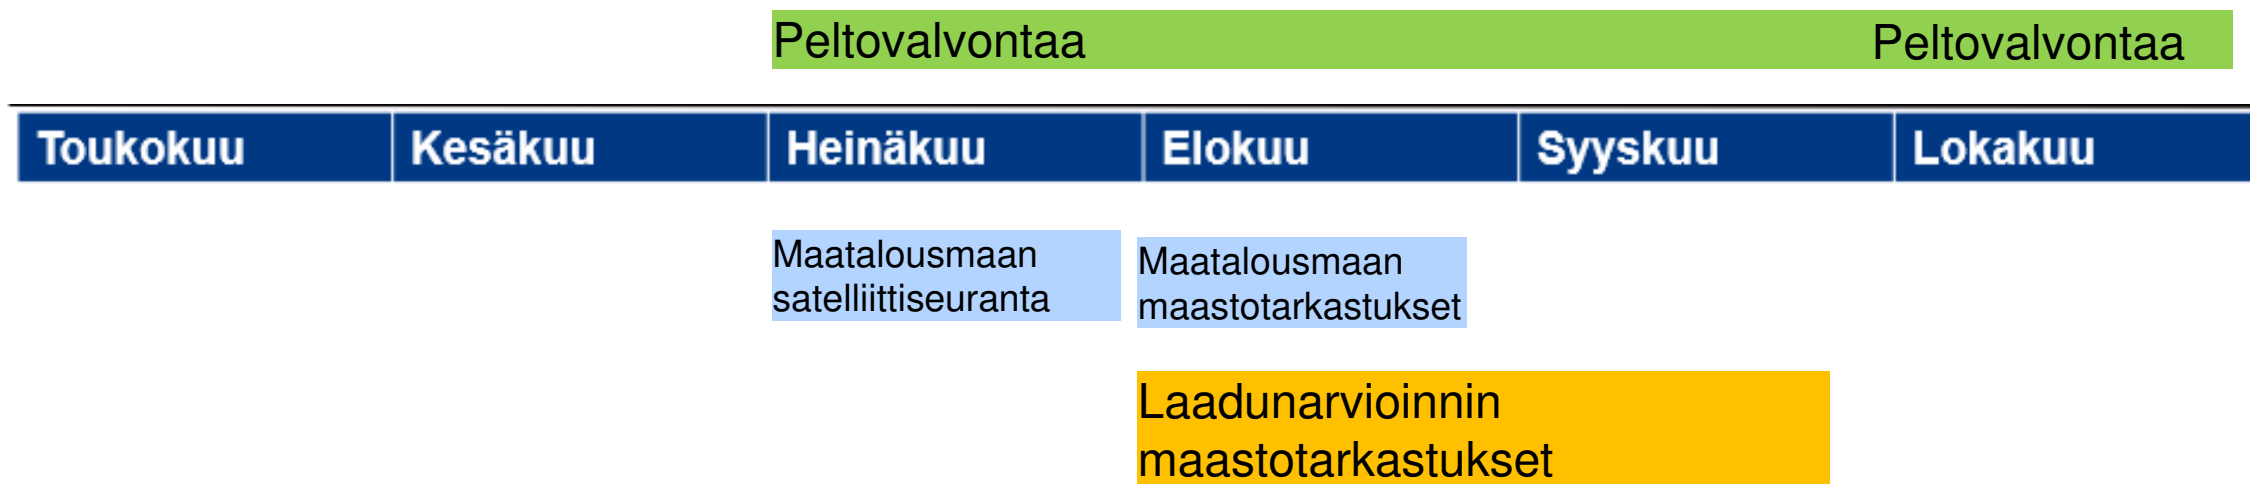 Peltovalvontaa Peltovalvontaa
Toukokuu Kesäkuu Heinäkuu Elokuu Syyskuu Lokakuu
Maatalousmaan
satelliittiseuranta
Maatalousmaan
maastotarkastukset
Laadunarvioinnin
maastotarkastukset